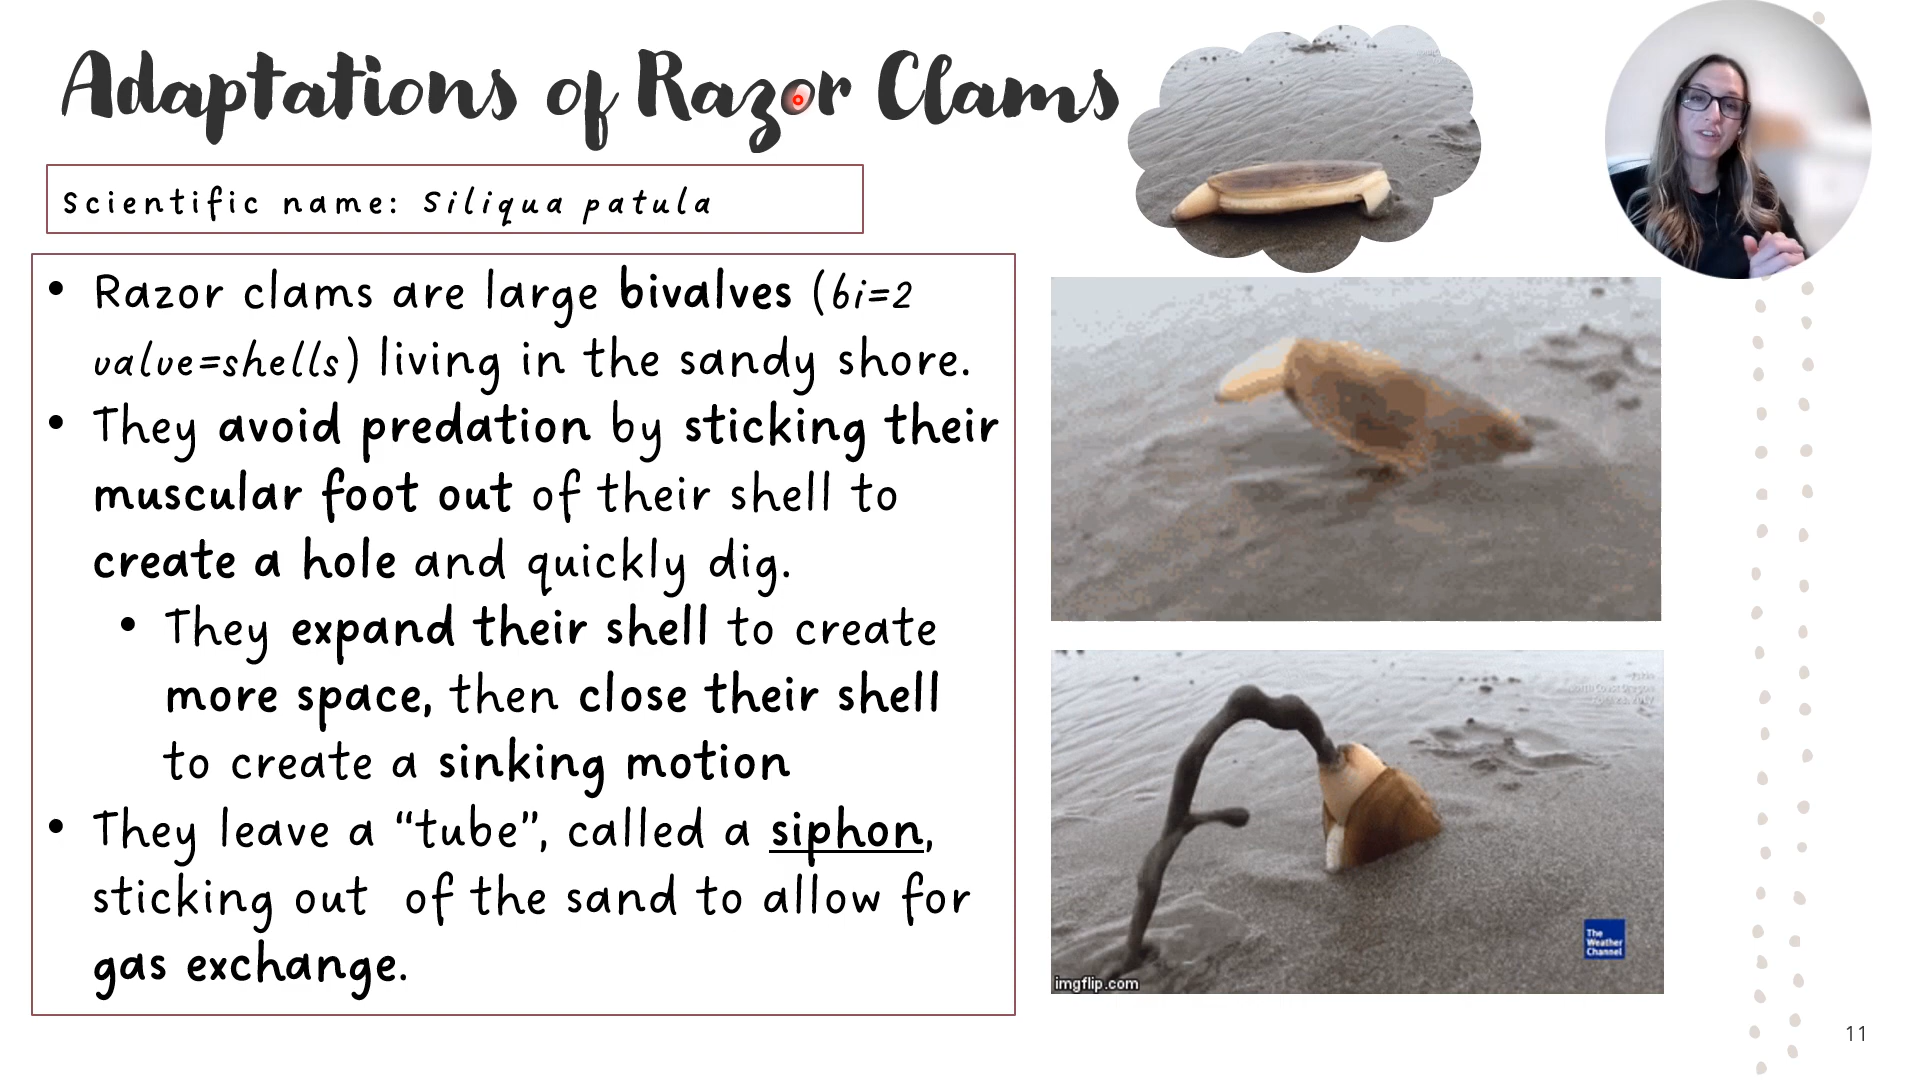 Adaptations of Razor Clams
Scientific name: Siliqua patula
• Razor clams are large bivalves (bi=2
valve=shells) living in the sandy shore.
• They avoid predation by sticking their
muscular foot out of their shell to
create a hole and quickly dig.
• They expand their shell to create
more space, then close their shell
to create a sinking motion
• They leave a “tube”, called a siphon,
sticking out of the sand to allow for
gas exchange.
The
Weather
Channel
imgflip.com
11